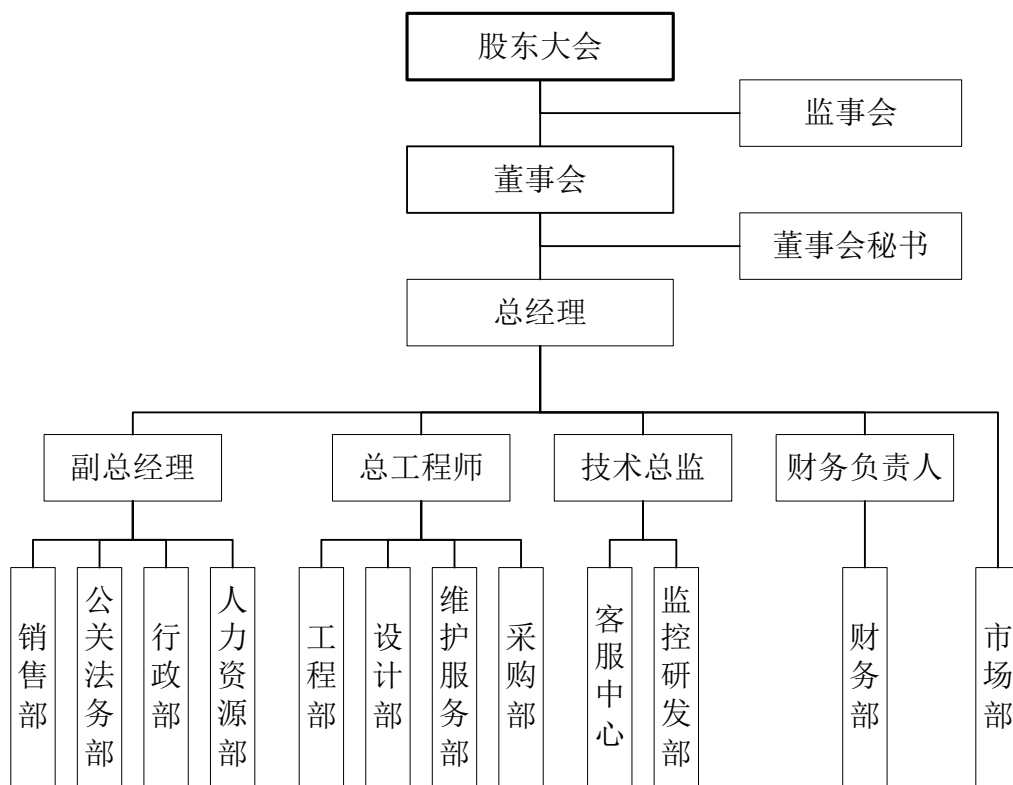 股东大会
监事会
董事会
董事会秘书
总经理
副总经理
总工程师
技术总监
财务负责人
销售部
公关法务部
行政部
人力资源部
工程部
设计部
维护服务部
采购部
客服中心
监控研发部
财务部
市场部